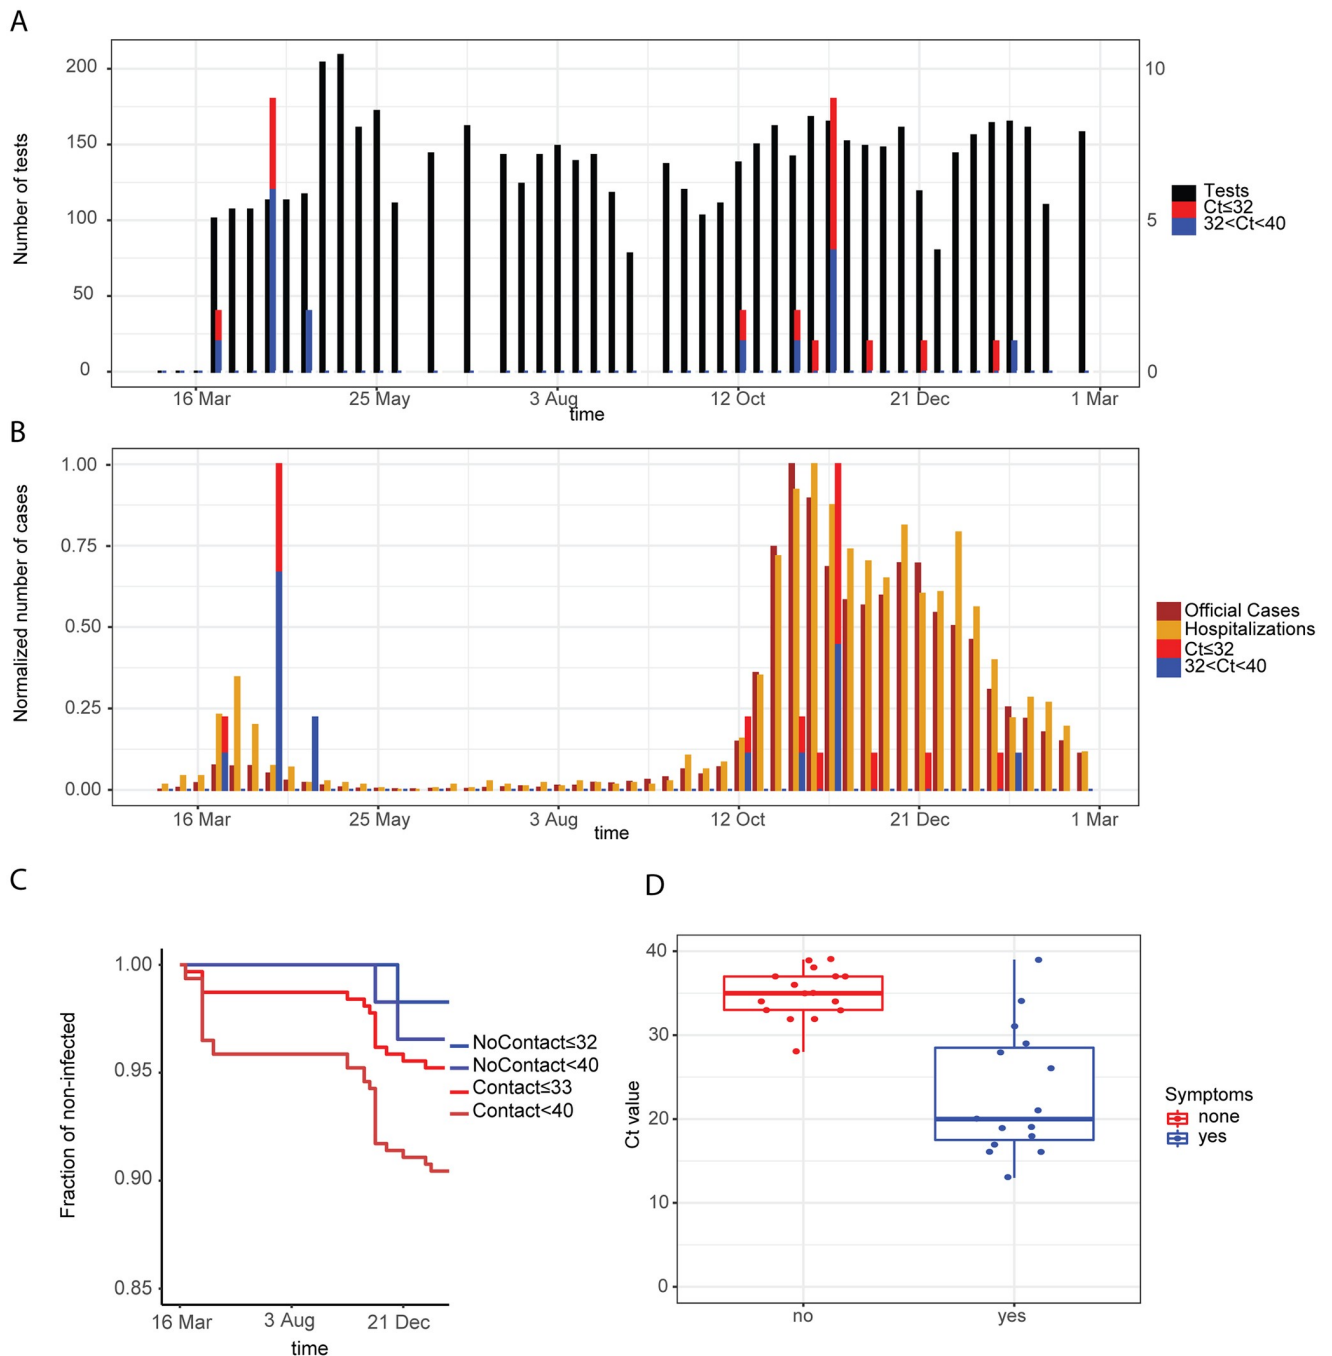 A
Number of tests
200
150
100
50
0
10
5
0
16 Mar
25 May
3 Aug
12 Oct
21 Dec
1 Mar
time
Tests
Ct≤32
32<Ct<40
B
Normalized number of cases
1.00
0.75
0.50
0.25
0.00
16 Mar
25 May
3 Aug
12 Oct
21 Dec
1 Mar
time
Official Cases
Hospitalizations
Ct≤32
32<Ct<40
C
Fraction of non-infected
1.00
0.95
0.90
0.85
16 Mar
3 Aug
21 Dec
time
NoContact≤32
NoContact<40
Contact≤33
Contact<40
D
Ct value
40
30
20
10
0
no
yes
Symptoms
none
yes